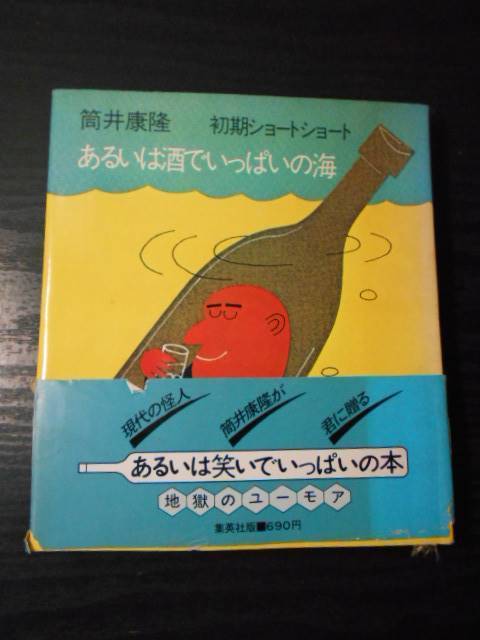 筒井康隆 初期ショートショート
あるいは酒でいっぱいの海
現代の怪人
筒井康隆が
君に贈る
あるいは笑いでいっぱいの本
地獄のユーモア
集英社版■690円